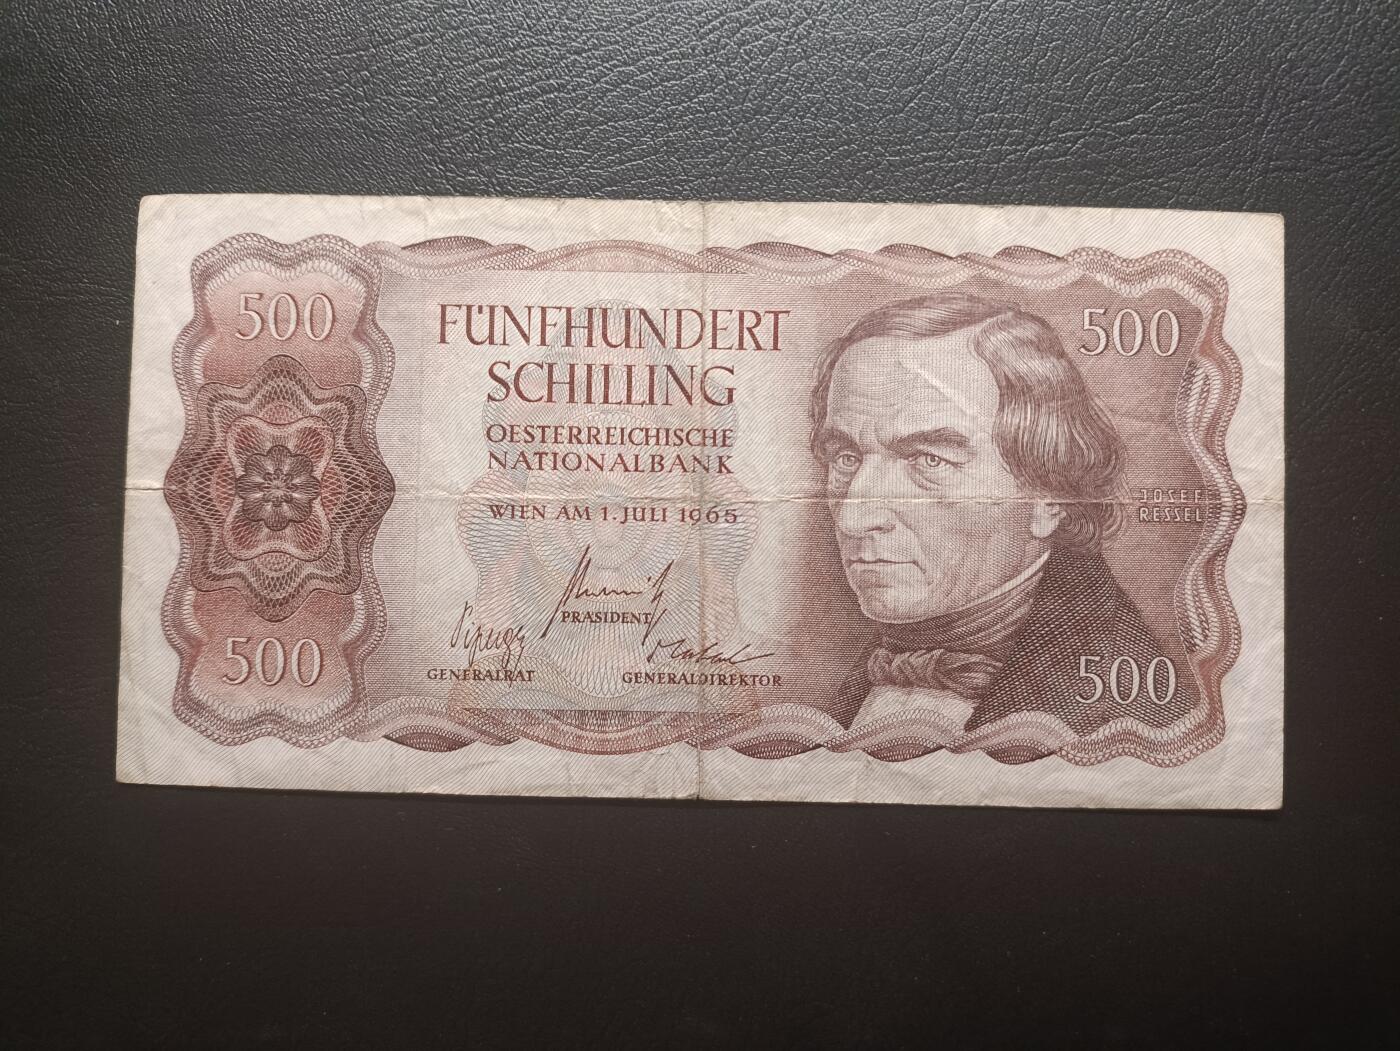 500
500
FÜNFHUNDERT
SCHILLING
OESTERREICHISCHE
NATIONALBANK
WIEN AM 1. JULI 1965
PRÄSIDENT
GENERALRAT
GENERALDIREKTOR
JOSEF
RESSEL
500
500